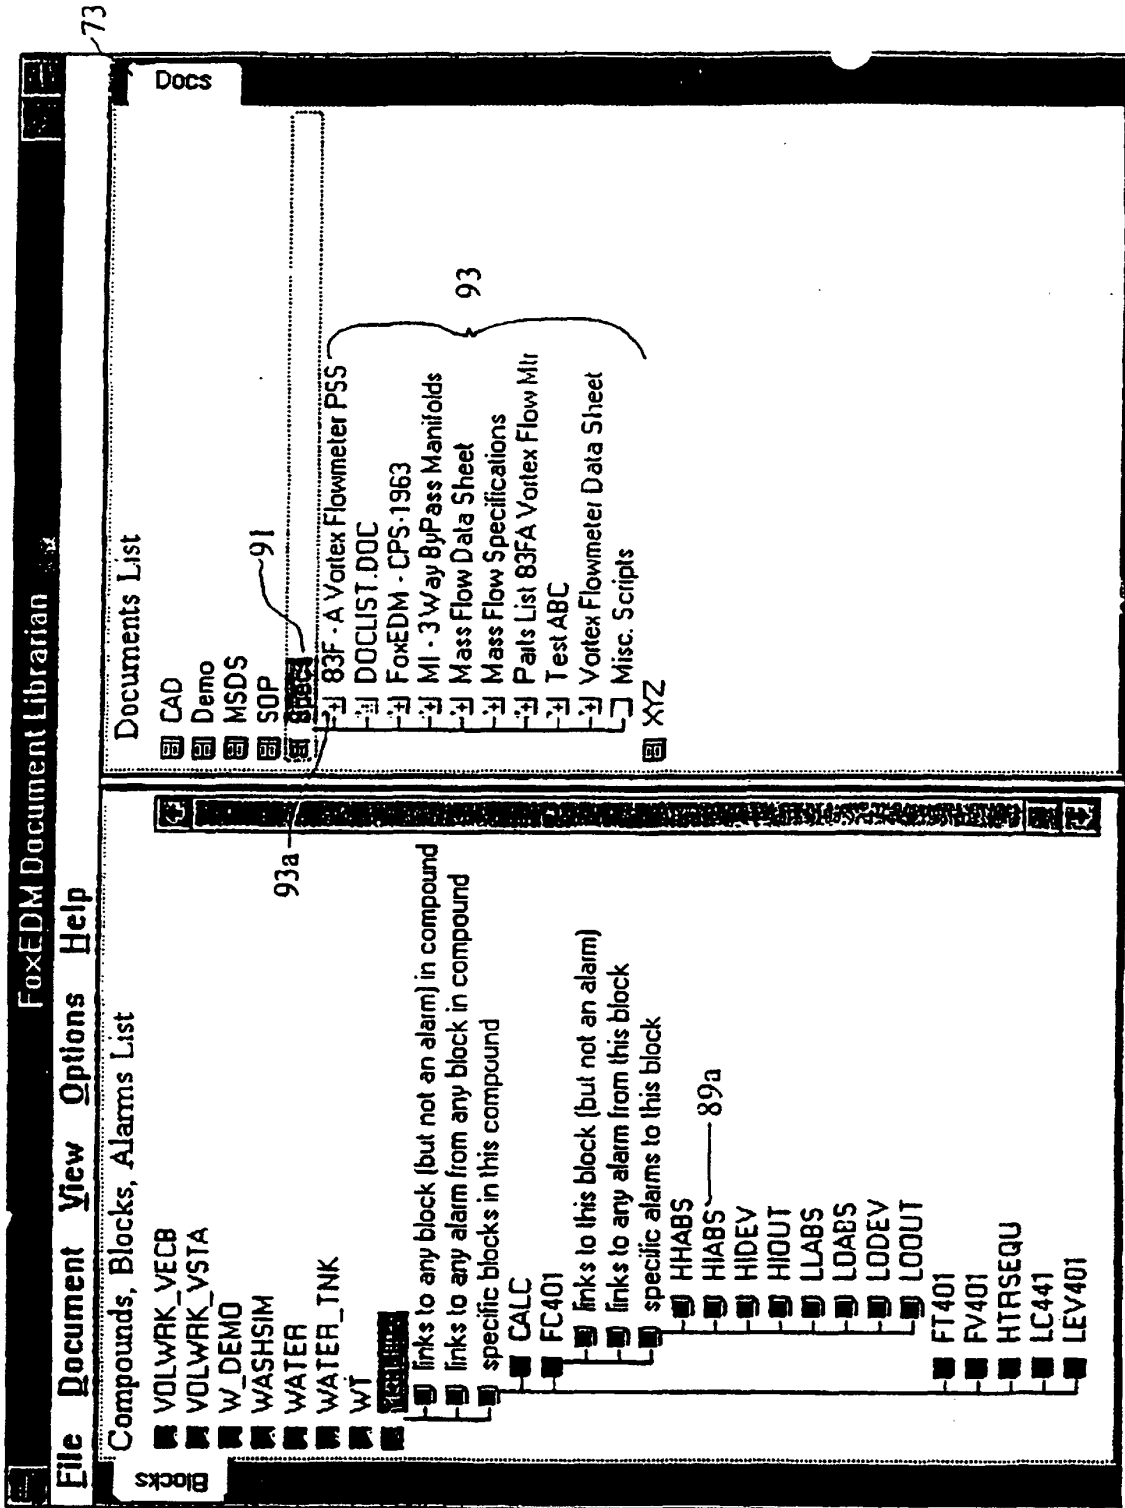 73
FoxEDM Document Librarian
File Document View Options Help
Compounds, Blocks, Alarms List
Blocks
VOLWRK_VECB
VOLWRK_VSTA
W_DEMO
WASHSIM
WATER
WATER_TNK
WT
links to any block (but not an alarm) in compound
links to any alarm from any block in compound
specific blocks in this compound
CALC
FC401
links to this block (but not an alarm)
links to any alarm from this block
specific alarms to this block
HHABS
HIABS
89a
HIDEV
HIOUT
LLABS
LOABS
LODEV
LOOUT
FT401
FV401
HTRSEQU
LC441
LEV401
Documents List
Docs
CAD
Demo
MSDS
SOP
Specs
91
93a
83F - A Vortex Flowmeter PSS
DOCLIST.DOC
FoxEDM - CPS-1963
MI - 3 Way ByPass Manifolds
Mass Flow Data Sheet
Mass Flow Specifications
Parts List 83FA Vortex Flow Mtr
Test ABC
Vortex Flowmeter Data Sheet
Misc. Scripts
93
XYZ